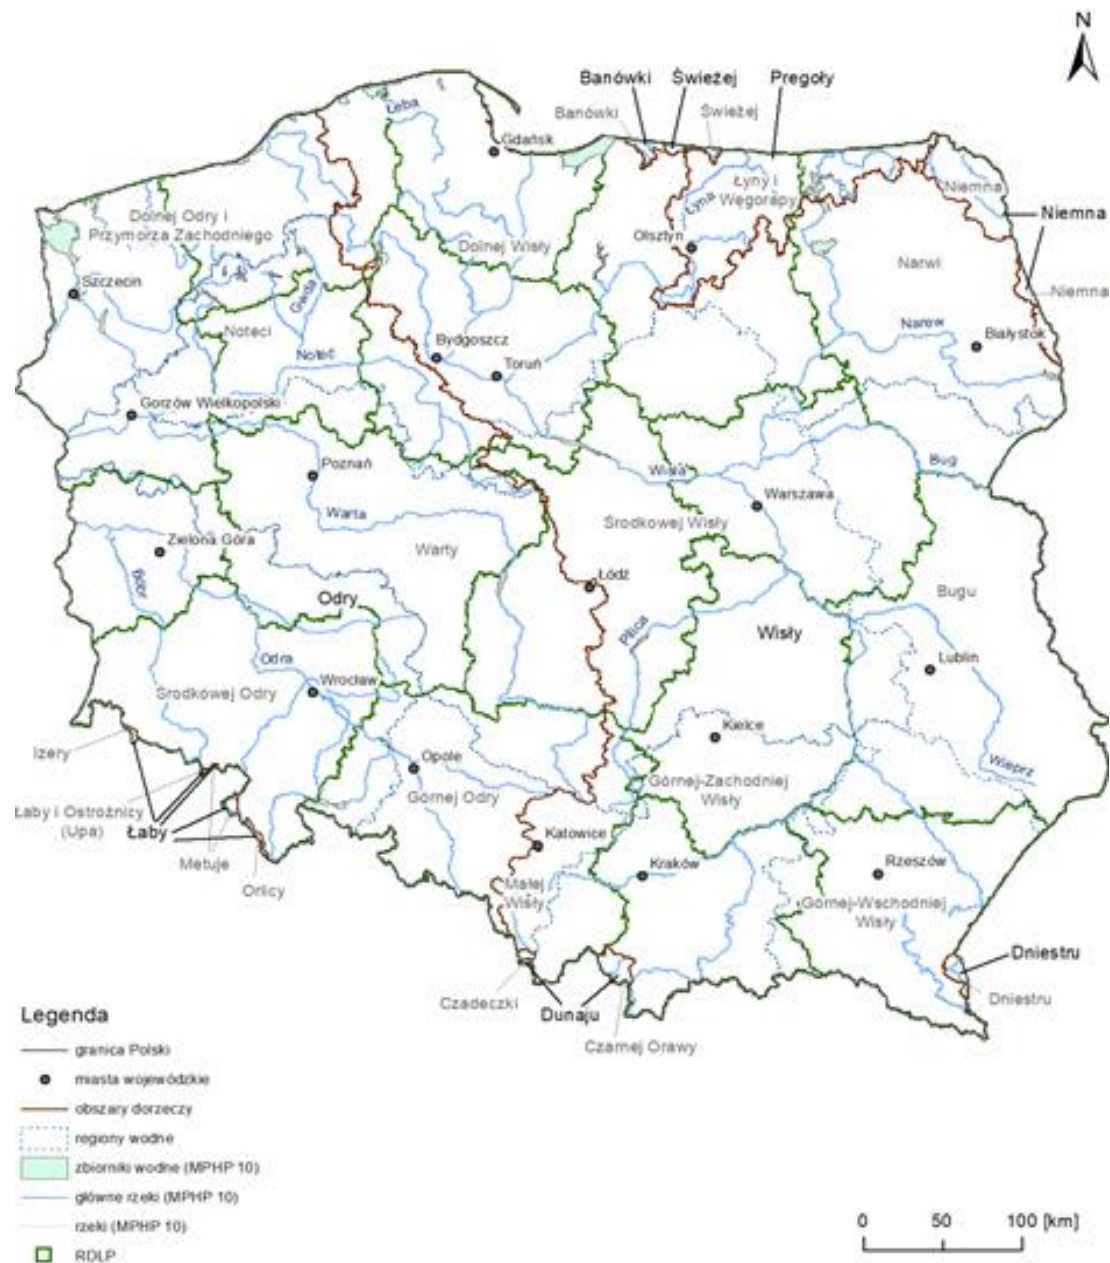 N
Banówki
Świeżej
Pregoły
Banówki
Świeżej
Łeba
Gdańsk
Łyny i
Węgorapy
Niemna
Niemna
Łyna
Olsztyn
Dolnej Odry i
Przymorza Zachodniego
Dolnej Wisły
Narwi
Niemna
Szczecin
Gwda
Noteci
Narew
Białystok
Bydgoszcz
Noteć
Toruń
Gorzów Wielkopolski
Poznań
Wisła
Bug
Warszawa
Warta
Środkowej Wisły
Warty
Zielona Góra
Bóbr
Łódź
Bugu
Odry
Pilica
Wisły
Odra
Lublin
Środkowej Odry
Wrocław
Kielce
Izery
Opole
Wieprz
Górnej-Zachodniej
Wisły
Górnej Odry
Łaby i Ostrożnicy
(Upa)
Łaby
Katowice
Metuje
Kraków
Rzeszów
Orlicy
Małej
Wisły
Górnej-Wschodniej
Wisły
Dniestru
Czadeczki
Dunaju
Dniestru
Czarnej Orawy
Legenda
granica Polski
miasta wojewódzkie
obszary dorzeczy
regiony wodne
zbiorniki wodne (MPHP 10)
główne rzeki (MPHP 10)
rzeki (MPHP 10)
RDLP
0 50 100 [km]